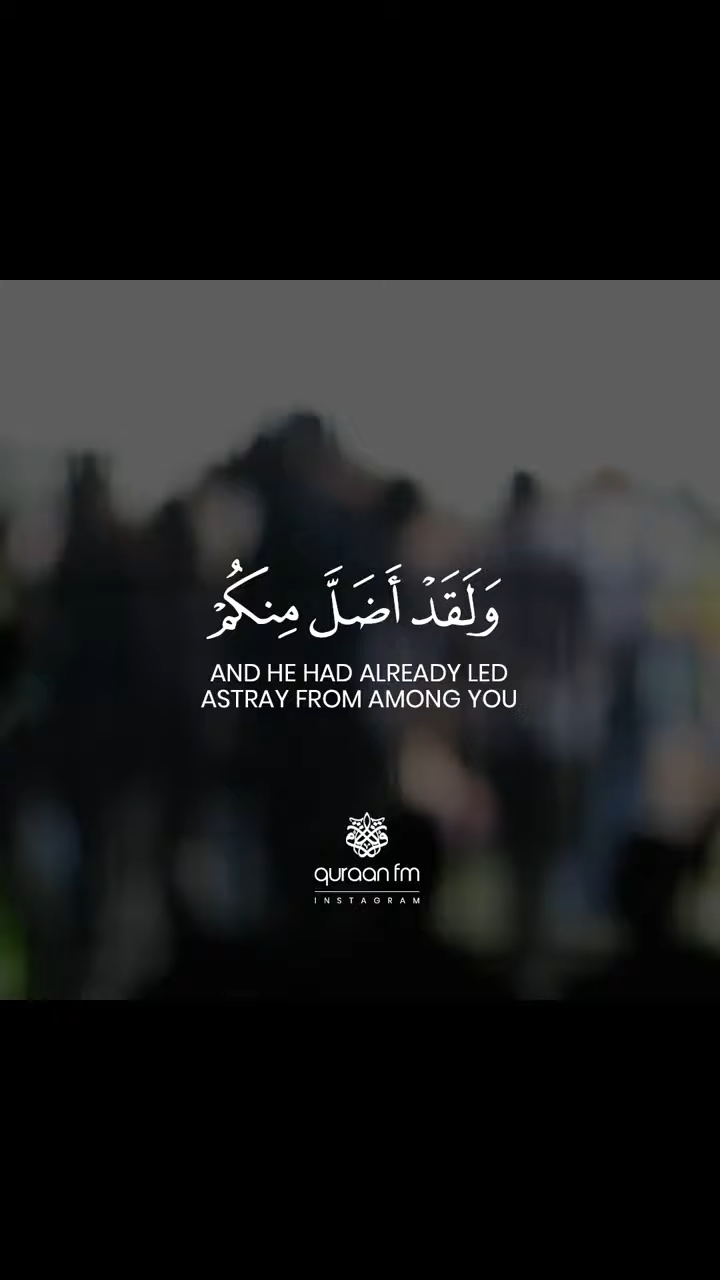 وَلَقَدْ أَضَلَّ مِنكُمْ
AND HE HAD ALREADY LED
ASTRAY FROM AMONG YOU
quraan fm
INSTAGRAM